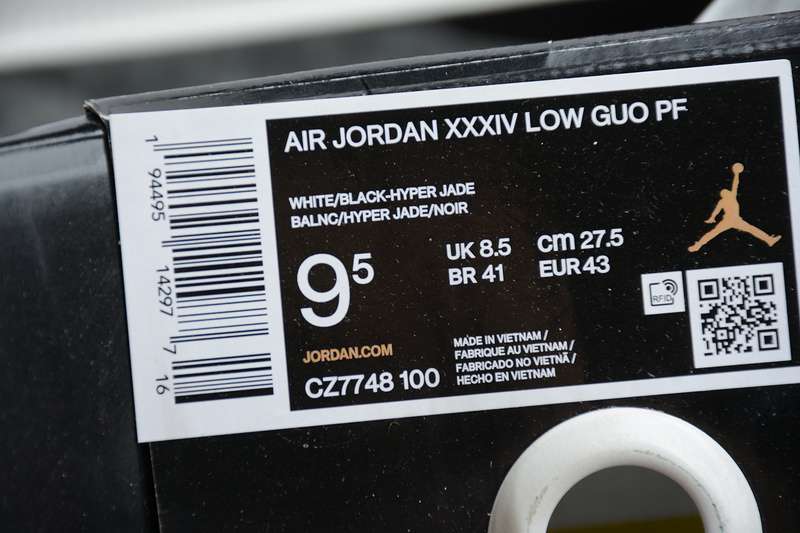 AIR JORDAN XXXIV LOW GUO PF
WHITE/BLACK-HYPER JADE
BALNC/HYPER JADE/NOIR
9 5
UK 8.5 cm 27.5
BR 41 EUR 43
RFID
JORDAN.COM
CZ7748 100
MADE IN VIETNAM /
FABRIQUE AU VIETNAM /
FABRICADO NO VIETNÃ /
HECHO EN VIETNAM
1 94495 14297 7 16